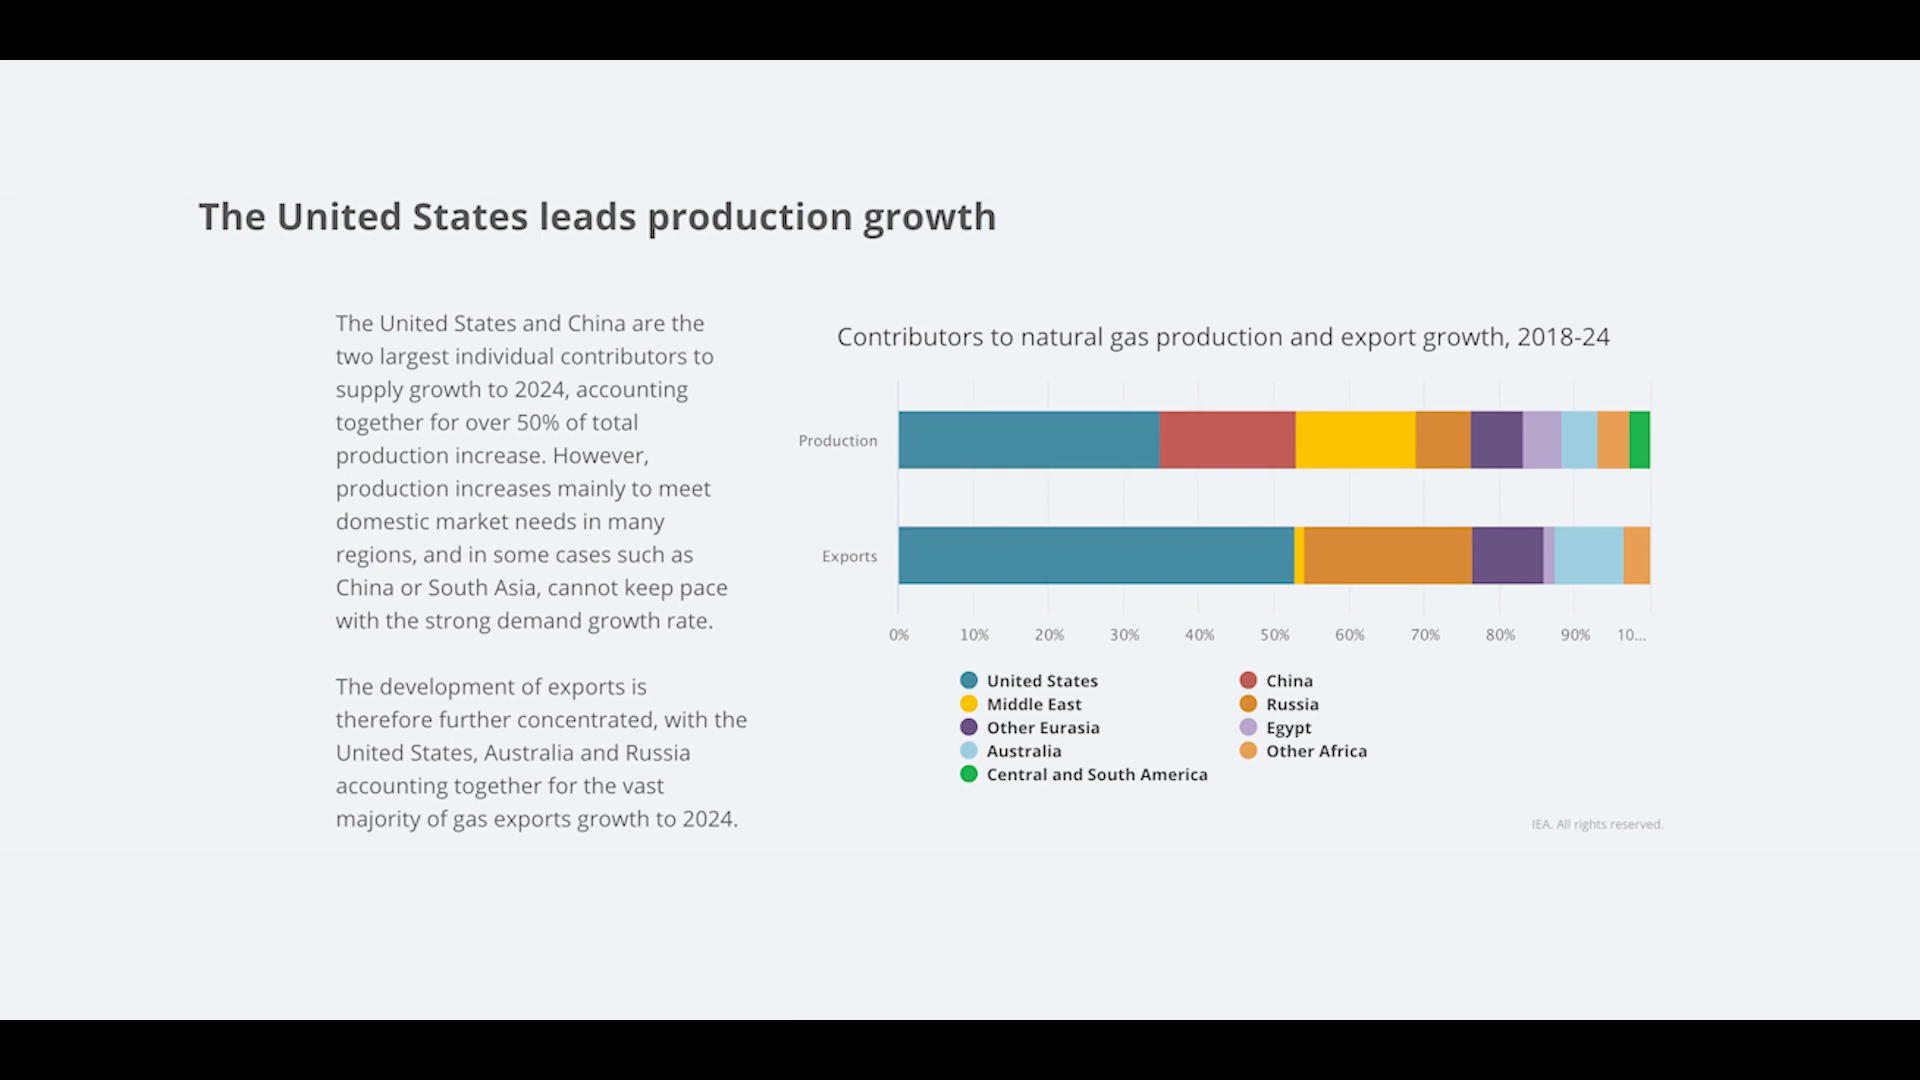 The United States leads production growth
The United States and China are the
two largest individual contributors to
supply growth to 2024, accounting
together for over 50% of total
production increase. However,
production increases mainly to meet
domestic market needs in many
regions, and in some cases such as
China or South Asia, cannot keep pace
with the strong demand growth rate.
The development of exports is
therefore further concentrated, with the
United States, Australia and Russia
accounting together for the vast
majority of gas exports growth to 2024.
Contributors to natural gas production and export growth, 2018-24
Production
Exports
0% 10% 20% 30% 40% 50% 60% 70% 80% 90% 10...
United States China
Middle East Russia
Other Eurasia Egypt
Australia Other Africa
Central and South America
IEA. All rights reserved.